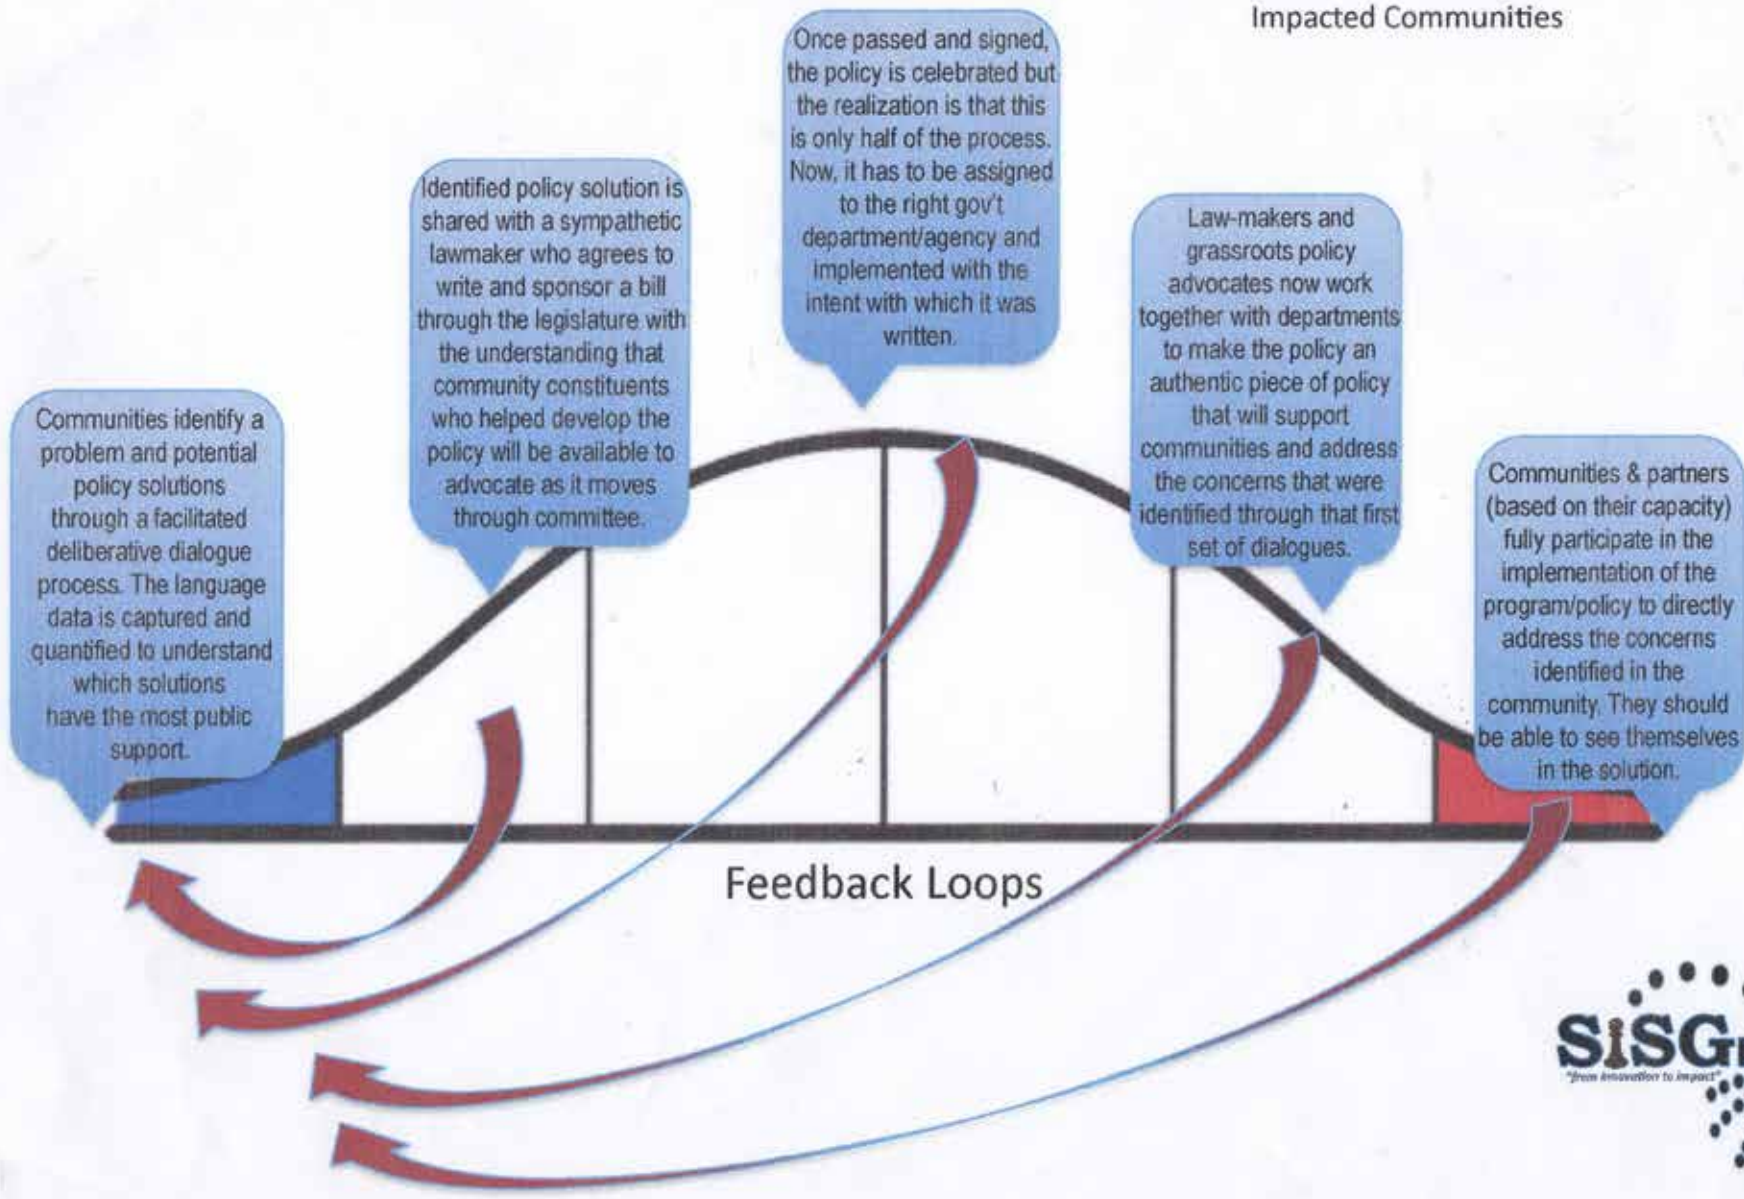 Impacted Communities
Communities identify a
problem and potential
policy solutions
through a facilitated
deliberative dialogue
process. The language
data is captured and
quantified to understand
which solutions
have the most public
support.
Identified policy solution is
shared with a sympathetic
lawmaker who agrees to
write and sponsor a bill
through the legislature with
the understanding that
community constituents
who helped develop the
policy will be available to
advocate as it moves
through committee.
Once passed and signed,
the policy is celebrated but
the realization is that this
is only half of the process.
Now, it has to be assigned
to the right gov't
department/agency and
implemented with the
intent with which it was
written.
Law-makers and
grassroots policy
advocates now work
together with departments
to make the policy an
authentic piece of policy
that will support
communities and address
the concerns that were
identified through that first
set of dialogues.
Communities & partners
(based on their capacity)
fully participate in the
implementation of the
program/policy to directly
address the concerns
identified in the
community. They should
be able to see themselves
in the solution.
Feedback Loops
SISG
"from innovation to impact"